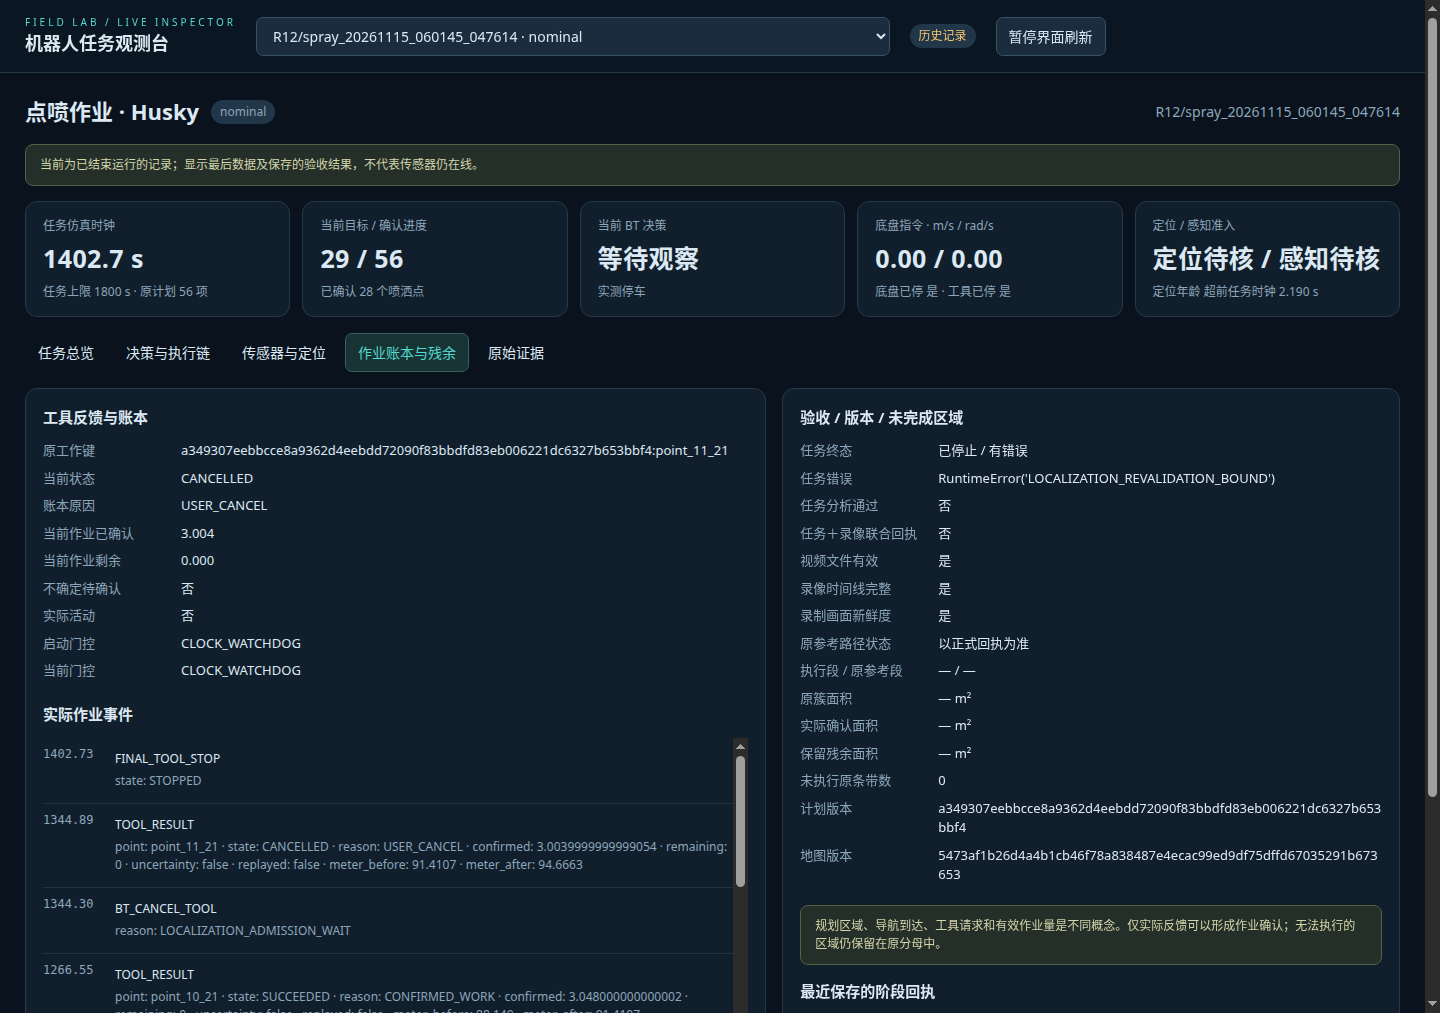 FIELD LAB / LIVE INSPECTOR
机器人任务观测台
R12/spray_20261115_060145_047614 · nominal
历史记录
暂停界面刷新
点喷作业 · Husky
nominal
R12/spray_20261115_060145_047614
当前为已结束运行的记录；显示最后数据及保存的验收结果，不代表传感器仍在线。
任务仿真时钟
1402.7 s
任务上限 1800 s · 原计划 56 项
当前目标 / 确认进度
29 / 56
已确认 28 个喷洒点
当前 BT 决策
等待观察
实测停车
底盘指令 · m/s / rad/s
0.00 / 0.00
底盘已停 是 · 工具已停 是
定位 / 感知准入
定位待核 / 感知待核
定位年龄 超前任务时钟 2.190 s
任务总览
决策与执行链
传感器与定位
作业账本与残余
原始证据
工具反馈与账本
原工作键 a349307eebbcce8a9362d4eebdd72090f83bbdfd83eb006221dc6327b653bbf4:point_11_21
当前状态 CANCELLED
账本原因 USER_CANCEL
当前作业已确认 3.004
当前作业剩余 0.000
不确定待确认 否
实际活动 否
启动门控 CLOCK_WATCHDOG
当前门控 CLOCK_WATCHDOG
实际作业事件
1402.73 FINAL_TOOL_STOP
state: STOPPED
1344.89 TOOL_RESULT
point: point_11_21 · state: CANCELLED · reason: USER_CANCEL · confirmed: 3.0039999999999054 · remaining:
0 · uncertainty: false · replayed: false · meter_before: 91.4107 · meter_after: 94.6663
1344.30 BT_CANCEL_TOOL
reason: LOCALIZATION_ADMISSION_WAIT
1266.55 TOOL_RESULT
point: point_10_21 · state: SUCCEEDED · reason: CONFIRMED_WORK · confirmed: 3.048000000000002 ·
验收 / 版本 / 未完成区域
任务终态 已停止 / 有错误
任务错误 RuntimeError('LOCALIZATION_REVALIDATION_BOUND')
任务分析通过 否
任务＋录像联合回执 否
视频文件有效 是
录像时间线完整 是
录制画面新鲜度 是
原参考路径状态 以正式回执为准
执行段 / 原参考段 — / —
原簇面积 — m²
实际确认面积 — m²
保留残余面积 — m²
未执行原条带数 0
计划版本 a349307eebbcce8a9362d4eebdd72090f83bbdfd83eb006221dc6327b653
bbf4
地图版本 5473af1b26d4a4b1cb46f78a838487e4ecac99ed9df75dffd67035291b673
653
规划区域、导航到达、工具请求和有效作业量是不同概念。仅实际反馈可以形成作业确认；无法执行的
区域仍保留在原分母中。
最近保存的阶段回执